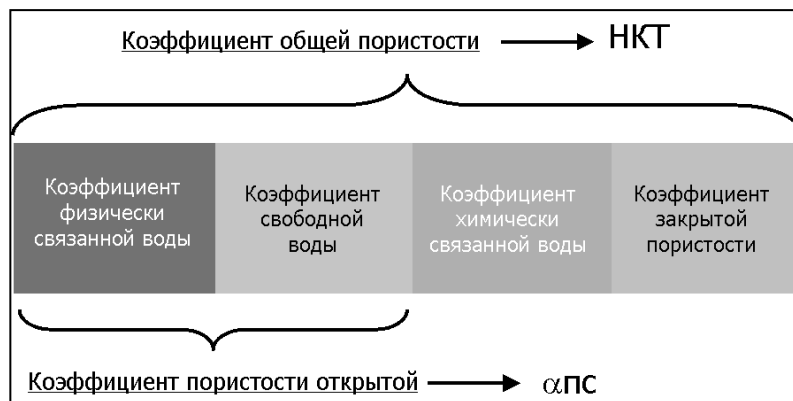 Коэффициент общей пористости НКТ
Коэффициент
физически
связанной воды
Коэффициент
свободной
воды
Коэффициент
химически
связанной воды
Коэффициент
закрытой
пористости
Коэффициент пористости открытой αпс